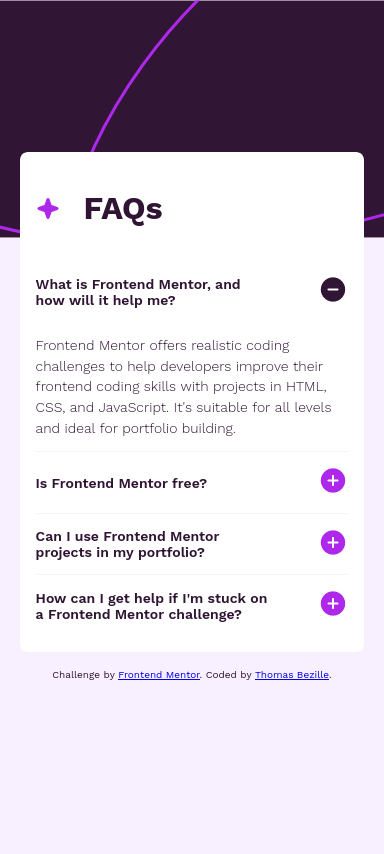 FAQs
What is Frontend Mentor, and
how will it help me?
Frontend Mentor offers realistic coding
challenges to help developers improve their
frontend coding skills with projects in HTML,
CSS, and JavaScript. It's suitable for all levels
and ideal for portfolio building.
Is Frontend Mentor free?
Can I use Frontend Mentor
projects in my portfolio?
How can I get help if I'm stuck on
a Frontend Mentor challenge?
Challenge by Frontend Mentor. Coded by Thomas Bezille.